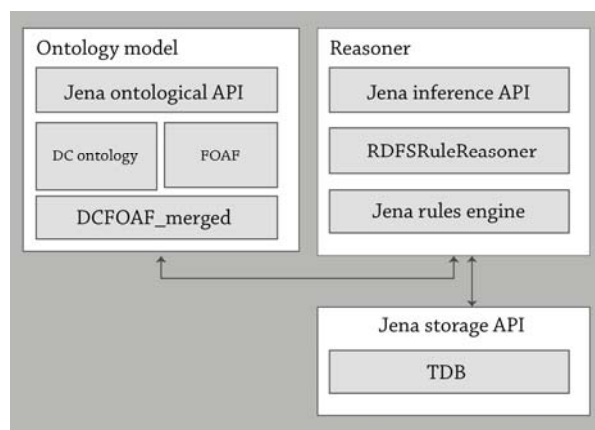 Ontology model
Jena ontological API
DC ontology
FOAF
DCFOAF_merged
Reasoner
Jena inference API
RDFSRuleReasoner
Jena rules engine
Jena storage API
TDB